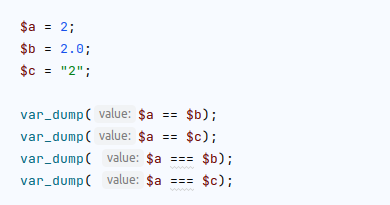 $a = 2;
$b = 2.0;
$c = "2";
var_dump( value: $a == $b);
var_dump( value: $a == $c);
var_dump( value: $a === $b);
var_dump( value: $a === $c);